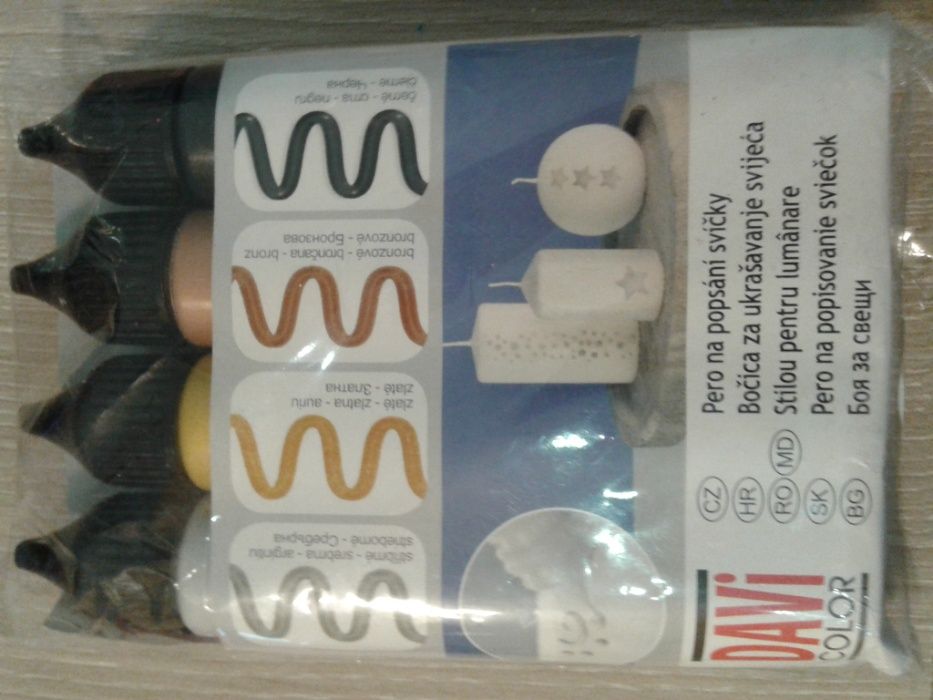 černé - crna - negru
čierne - Черна
bronzové - brončana - bronz
bronzové - Бронзова
zlaté - zlatna - auriu
zlaté - Златна
stříbrné - srebrna - argintiu
strieborné - Сребърна
DAVi
COLOR
CZ Pero na popsání svíčky
HR Bočica za ukrašavanje svijeća
RO MD Stilou pentru lumânare
SK Pero na popisovanie sviečok
BG Боя за свещи